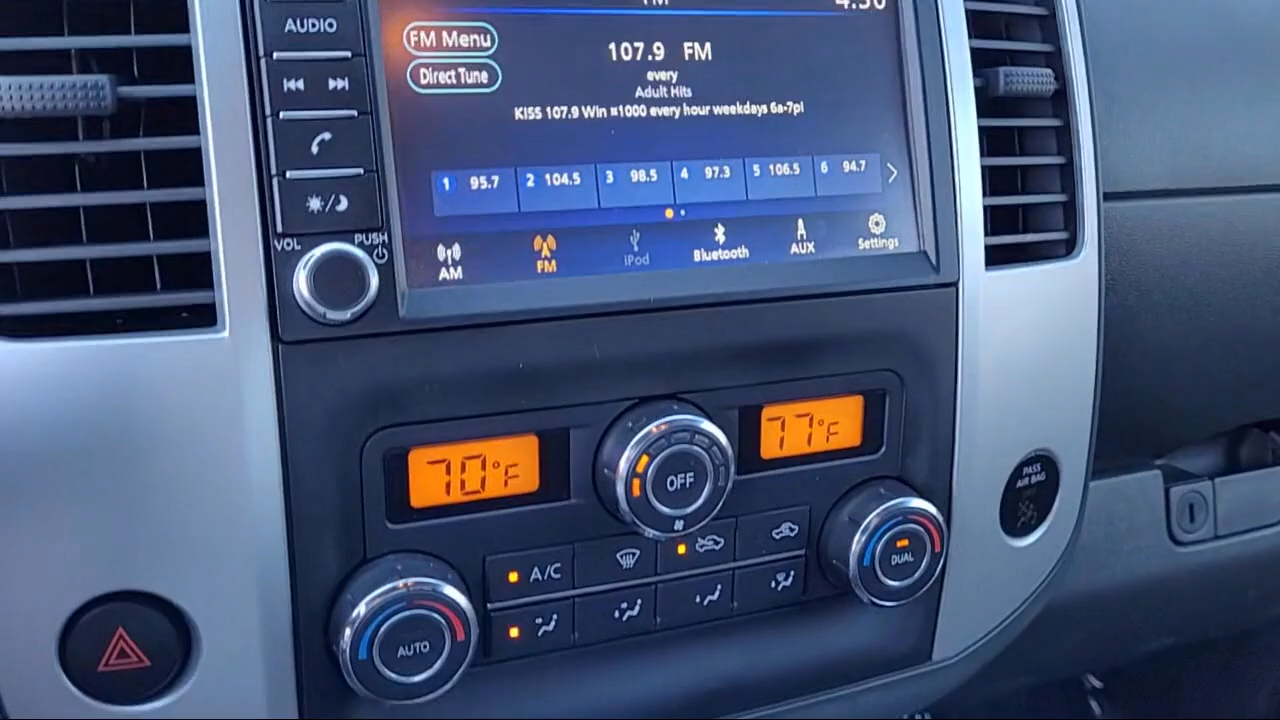 AUDIO
FM Menu
Direct Tune
107.9 FM
every
Adult Hits
KISS 107.9 Win ¤1000 every hour weekdays 6a-7p!
1 95.7
2 104.5
3 98.5
4 97.3
5 106.5
6 94.7
AM
FM
iPod
Bluetooth
AUX
Settings
VOL
PUSH
70°F
OFF
77°F
A/C
AUTO
DUAL
PASS
AIR BAG